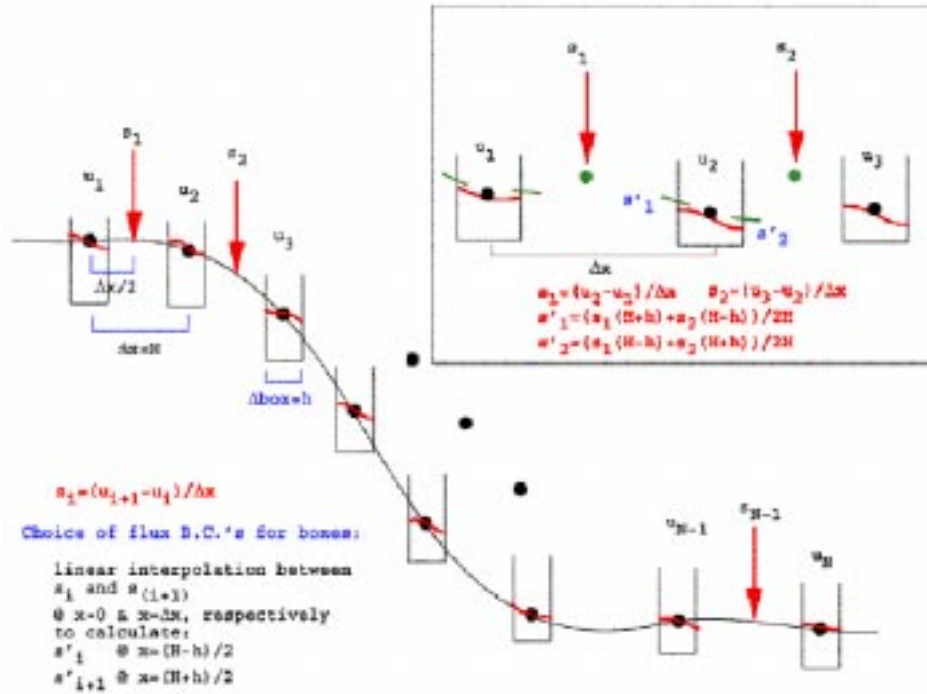 s₁
s₂
u₁
u₂
u₃
s'₁
s'₂
Δx
s₁=(u₂-u₁)/Δx s₂=(u₃-u₂)/Δx
s'₁=(s₁(H+h)+s₂(H-h))/2H
s'₂=(s₁(H-h)+s₂(H+h))/2H
s₁
s₂
u₁
u₂
u₃
Δx/2
Δx=H
Δbox=h
sᵢ=(uᵢ₊₁-uᵢ)/Δx
Choice of flux B.C.'s for boxes:
linear interpolation between
sᵢ and s₍ᵢ₊₁₎
@ x=0 & x=Δx, respectively
to calculate:
s'ᵢ @ x=(H-h)/2
s'ᵢ₊₁ @ x=(H+h)/2
u_N-1
s_N-1
u_N